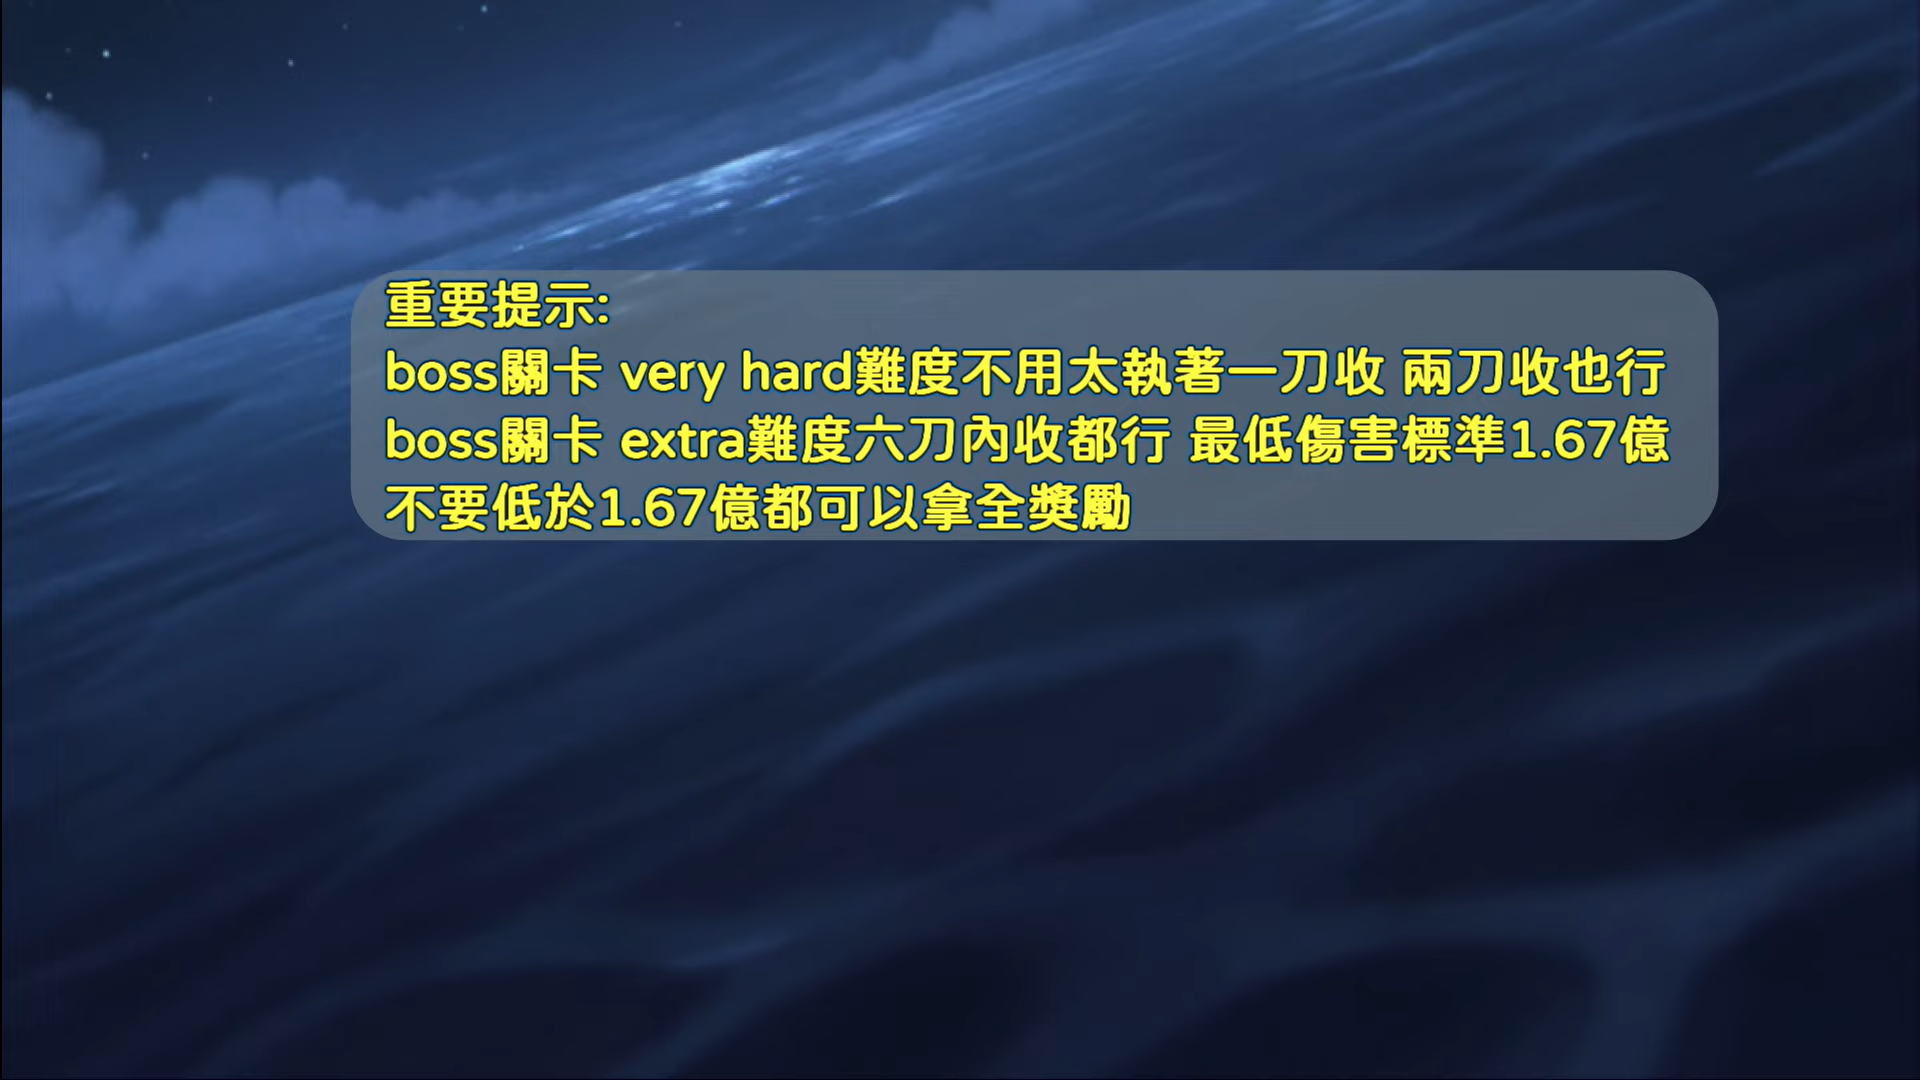 重要提示:
boss關卡 very hard難度不用太執著一刀收 兩刀收也行
boss關卡 extra難度六刀內收都行 最低傷害標準1.67億
不要低於1.67億都可以拿全獎勵